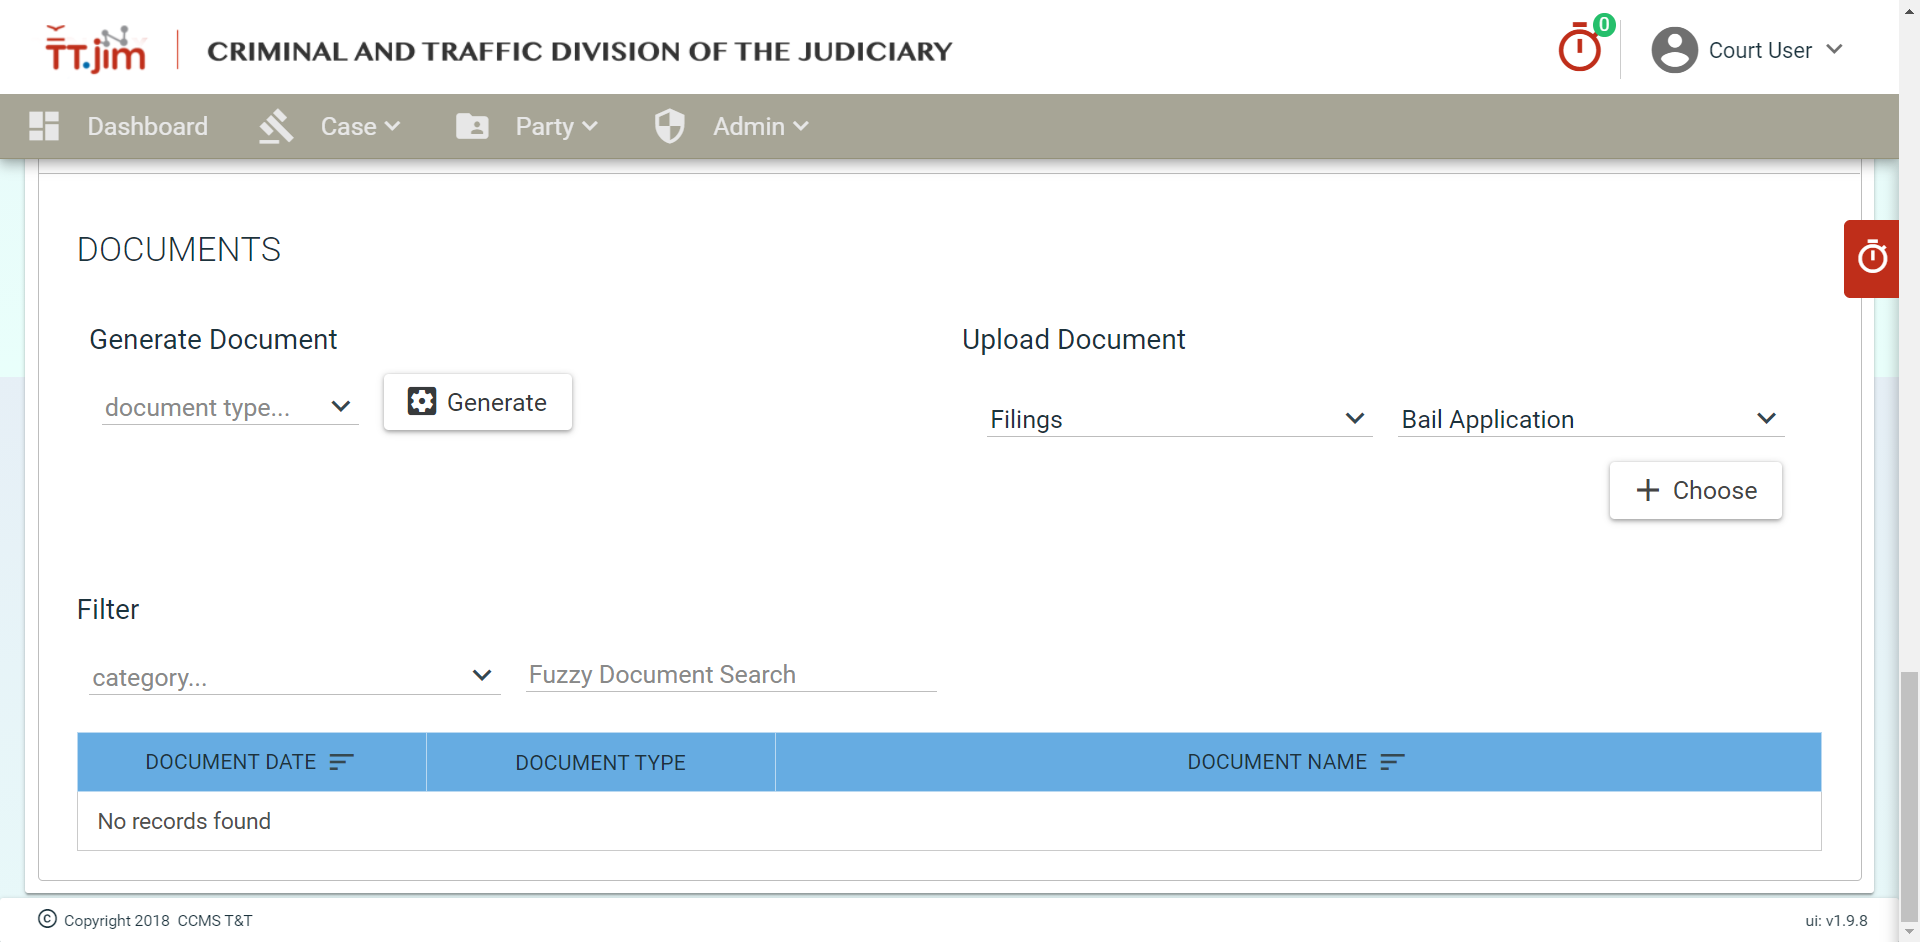 TT.jim
CRIMINAL AND TRAFFIC DIVISION OF THE JUDICIARY
0
Court User
Dashboard
Case
Party
Admin
DOCUMENTS
Generate Document
Upload Document
document type...
Generate
Filings
Bail Application
Choose
Filter
category...
Fuzzy Document Search
DOCUMENT DATE
DOCUMENT TYPE
DOCUMENT NAME
No records found
© Copyright 2018 CCMS T&T
ui: v1.9.8